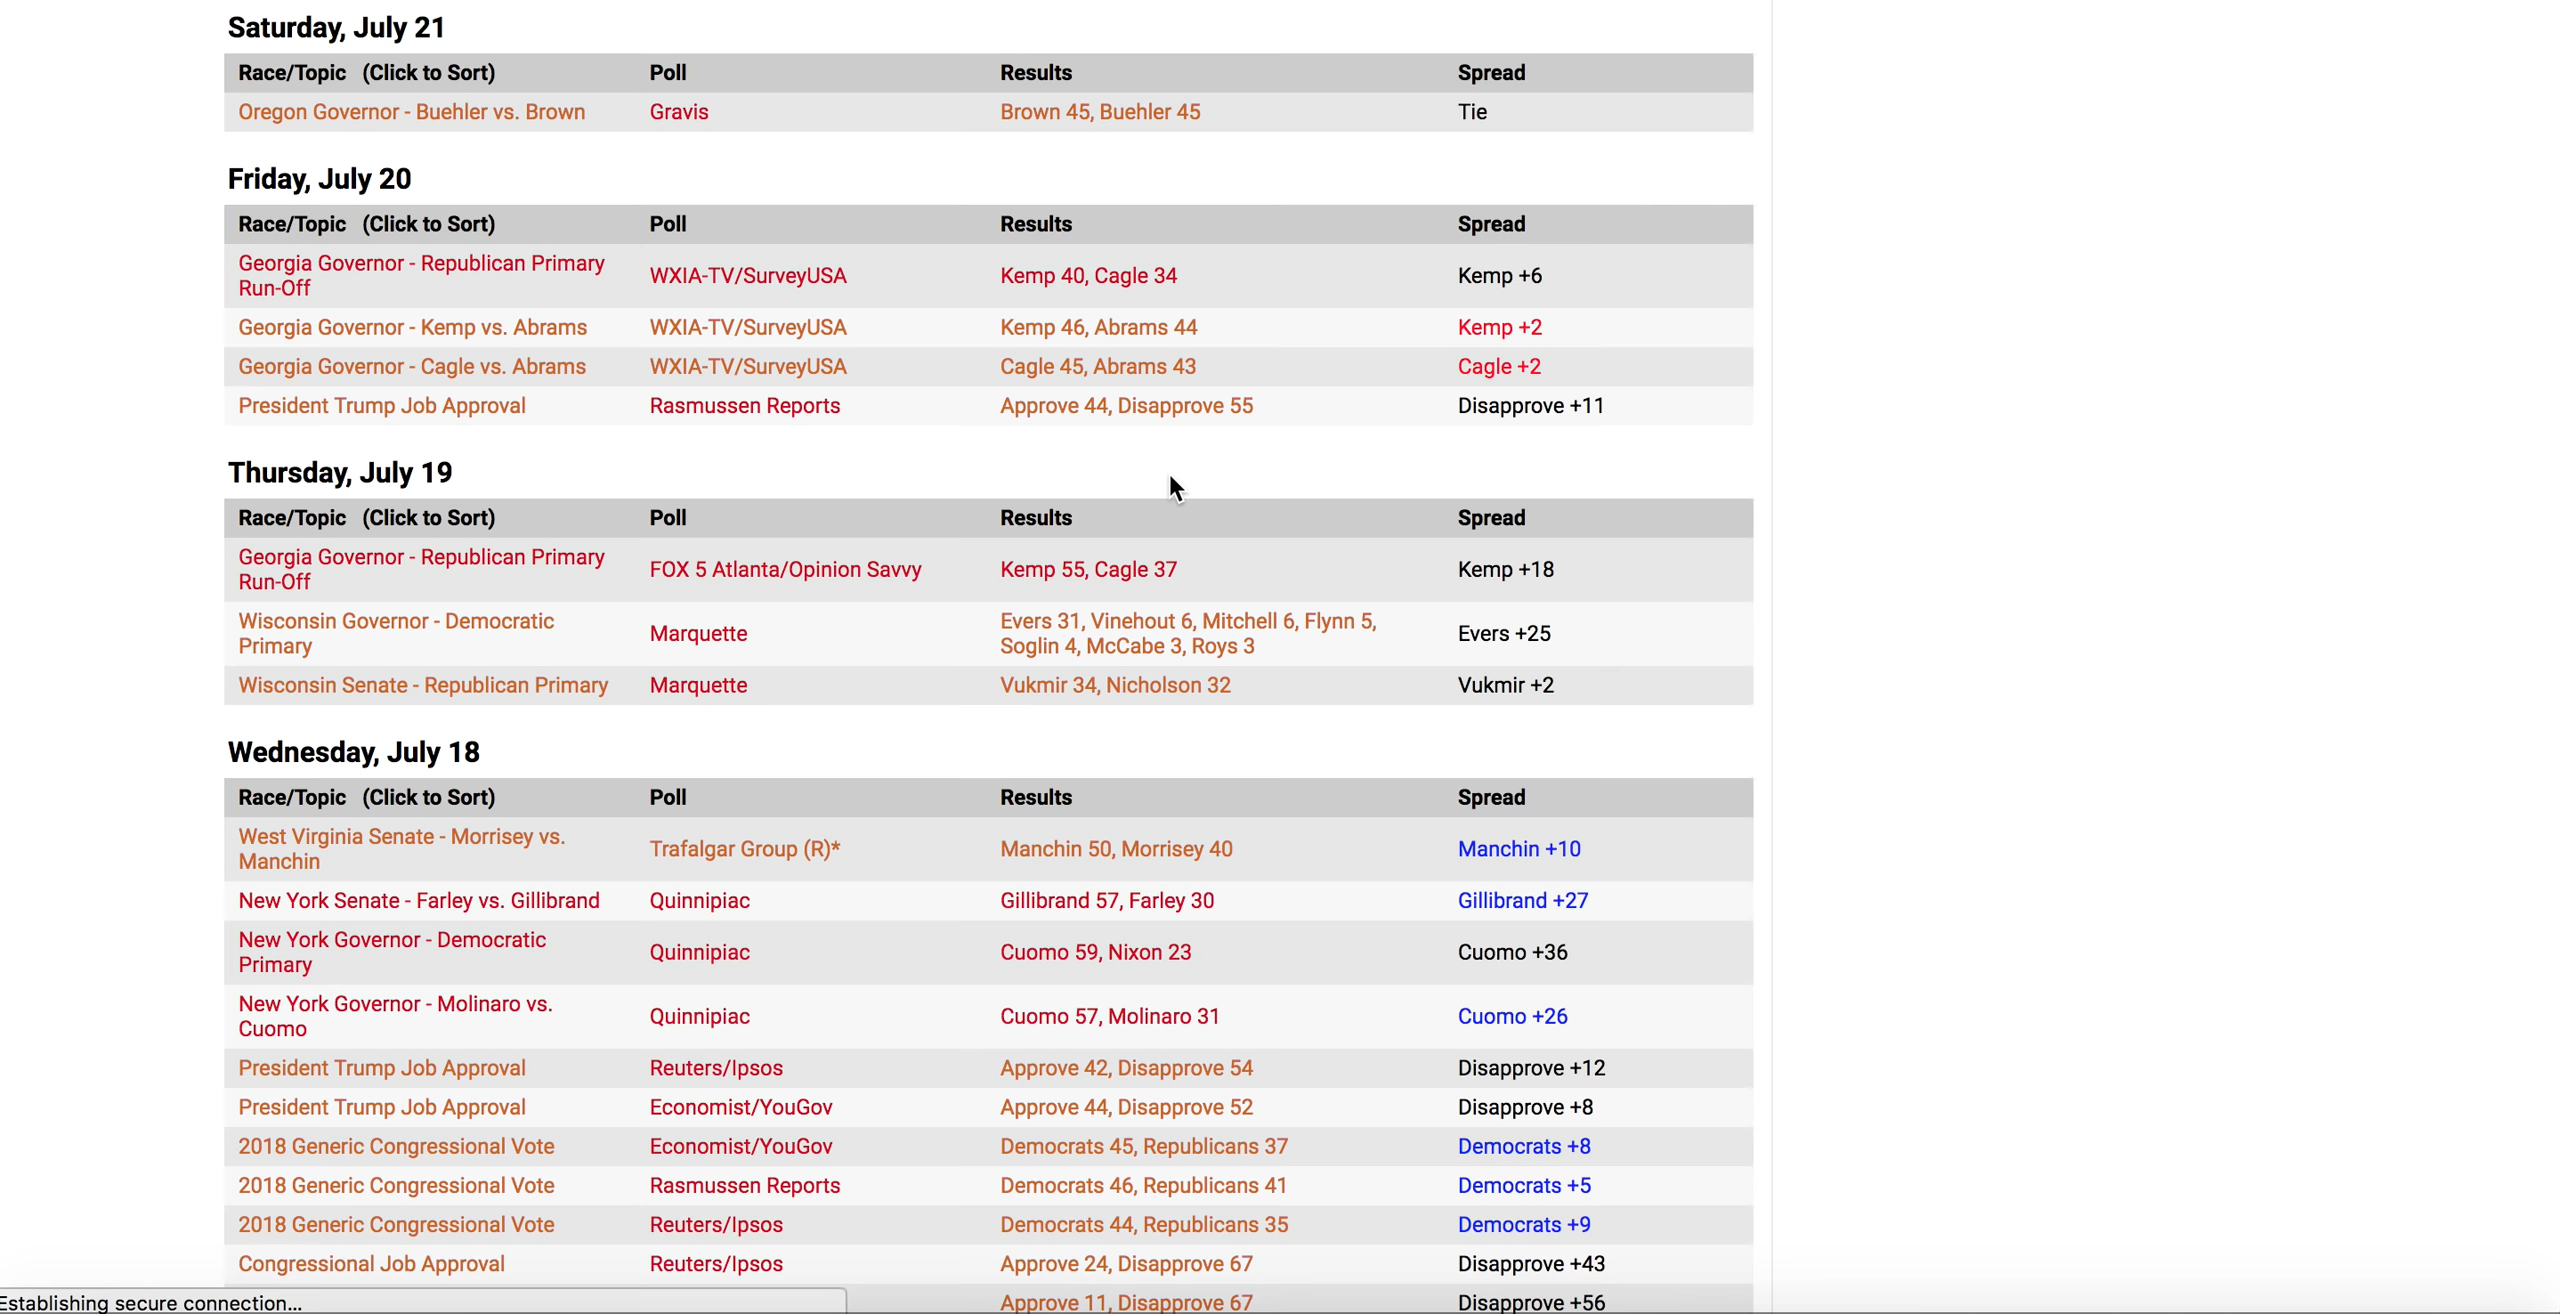 Saturday, July 21
Race/Topic (Click to Sort) Poll Results Spread
Oregon Governor - Buehler vs. Brown Gravis Brown 45, Buehler 45 Tie
Friday, July 20
Race/Topic (Click to Sort) Poll Results Spread
Georgia Governor - Republican Primary
Run-Off WXIA-TV/SurveyUSA Kemp 40, Cagle 34 Kemp +6
Georgia Governor - Kemp vs. Abrams WXIA-TV/SurveyUSA Kemp 46, Abrams 44 Kemp +2
Georgia Governor - Cagle vs. Abrams WXIA-TV/SurveyUSA Cagle 45, Abrams 43 Cagle +2
President Trump Job Approval Rasmussen Reports Approve 44, Disapprove 55 Disapprove +11
Thursday, July 19
Race/Topic (Click to Sort) Poll Results Spread
Georgia Governor - Republican Primary
Run-Off FOX 5 Atlanta/Opinion Savvy Kemp 55, Cagle 37 Kemp +18
Wisconsin Governor - Democratic
Primary Marquette Evers 31, Vinehout 6, Mitchell 6, Flynn 5,
Soglin 4, McCabe 3, Roys 3 Evers +25
Wisconsin Senate - Republican Primary Marquette Vukmir 34, Nicholson 32 Vukmir +2
Wednesday, July 18
Race/Topic (Click to Sort) Poll Results Spread
West Virginia Senate - Morrisey vs.
Manchin Trafalgar Group (R)* Manchin 50, Morrisey 40 Manchin +10
New York Senate - Farley vs. Gillibrand Quinnipiac Gillibrand 57, Farley 30 Gillibrand +27
New York Governor - Democratic
Primary Quinnipiac Cuomo 59, Nixon 23 Cuomo +36
New York Governor - Molinaro vs.
Cuomo Quinnipiac Cuomo 57, Molinaro 31 Cuomo +26
President Trump Job Approval Reuters/Ipsos Approve 42, Disapprove 54 Disapprove +12
President Trump Job Approval Economist/YouGov Approve 44, Disapprove 52 Disapprove +8
2018 Generic Congressional Vote Economist/YouGov Democrats 45, Republicans 37 Democrats +8
2018 Generic Congressional Vote Rasmussen Reports Democrats 46, Republicans 41 Democrats +5
2018 Generic Congressional Vote Reuters/Ipsos Democrats 44, Republicans 35 Democrats +9
Congressional Job Approval Reuters/Ipsos Approve 24, Disapprove 67 Disapprove +43
Approve 11, Disapprove 67 Disapprove +56
Establishing secure connection...